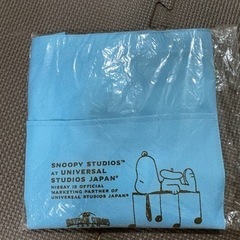 SNOOPY STUDIOS™
AT UNIVERSAL
STUDIOS JAPAN®
NISSAY IS OFFICIAL
MARKETING PARTNER OF
UNIVERSAL STUDIOS JAPAN